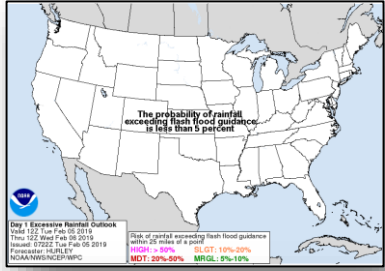 The probability of rainfall
exceeding flash flood guidance
is less than 5 percent
noaa
Day 1 Excessive Rainfall Outlook
Valid 12Z Tue Feb 05 2019
Thru 12Z Wed Feb 06 2019
Issued: 0722Z Tue Feb 05 2019
Forecaster: HURLEY
NOAA/NWS/NCEP/WPC
Risk of rainfall exceeding flash flood guidance
within 25 miles of a point
HIGH: > 50% SLGT: 10%-20%
MDT: 20%-50% MRGL: 5%-10%